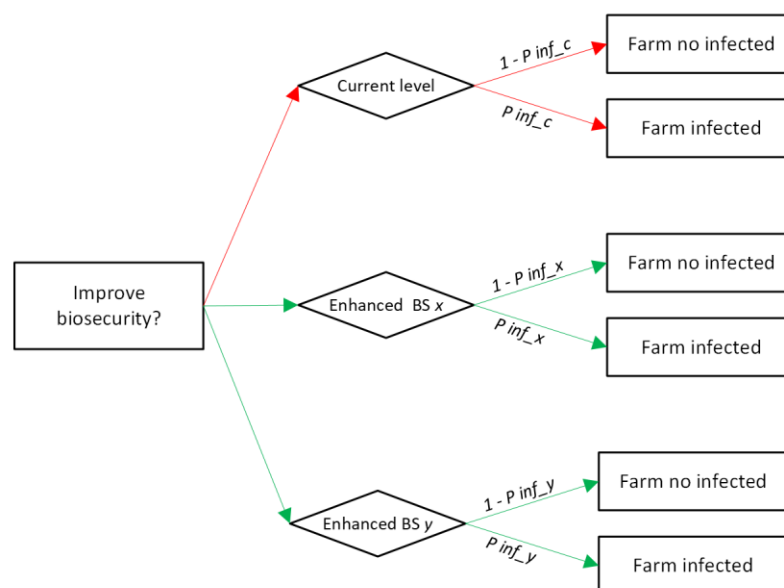 Farm no infected
1 - P inf_c
Current level
P inf_c
Farm infected
Improve
biosecurity?
Farm no infected
1 - P inf_x
Enhanced BS x
P inf_x
Farm infected
Farm no infected
1 - P inf_y
Enhanced BS y
P inf_y
Farm infected